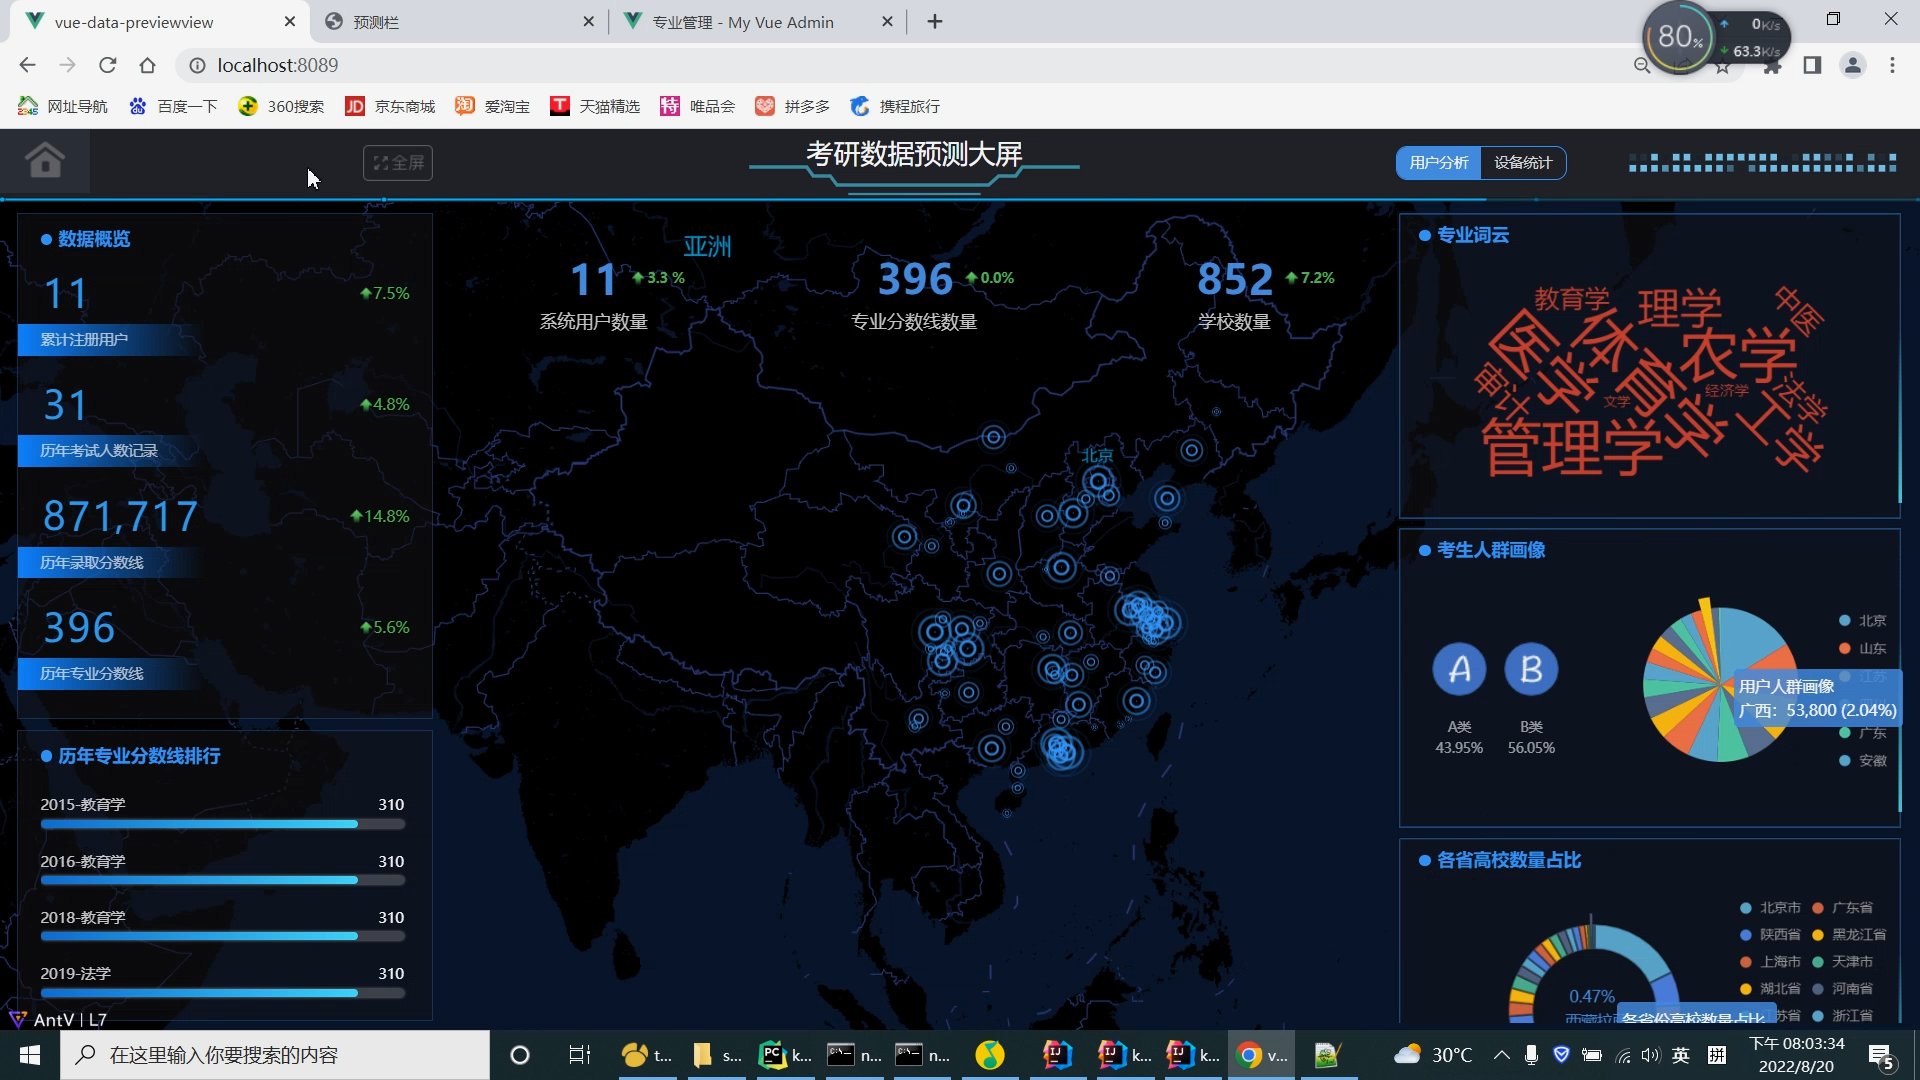 vue-data-previewview
预测栏
专业管理 - My Vue Admin
80%
0K/s
63.3K/s
localhost:8089
网址导航
百度一下
360搜索
京东商城
爱淘宝
天猫精选
唯品会
拼多多
携程旅行
全屏
考研数据预测大屏
用户分析
设备统计
数据概览
11
7.5%
累计注册用户
31
4.8%
历年考试人数记录
871,717
14.8%
历年录取分数线
396
5.6%
历年专业分数线
历年专业分数线排行
2015-教育学 310
2016-教育学 310
2018-教育学 310
2019-法学 310
AntV | L7
亚洲
11 3.3 %
系统用户数量
396 0.0%
专业分数线数量
852 7.2%
学校数量
北京
专业词云
教育学
理学
中医
医学
体育学
农学
审计
文学
经济学
法学
管理学
工学
考生人群画像
A
B
A类
43.95%
B类
56.05%
北京
山东
江苏
用户人群画像
广西: 53,800 (2.04%)
广东
安徽
各省高校数量占比
北京市 广东省
陕西省 黑龙江省
上海市 天津市
湖北省 河南省
苏省 浙江省
0.47%
各省份高校数量占比
在这里输入你要搜索的内容
t...
s...
k...
n...
n...
k...
k...
v...
30°C
英
拼
下午 08:03:34
2022/8/20
5